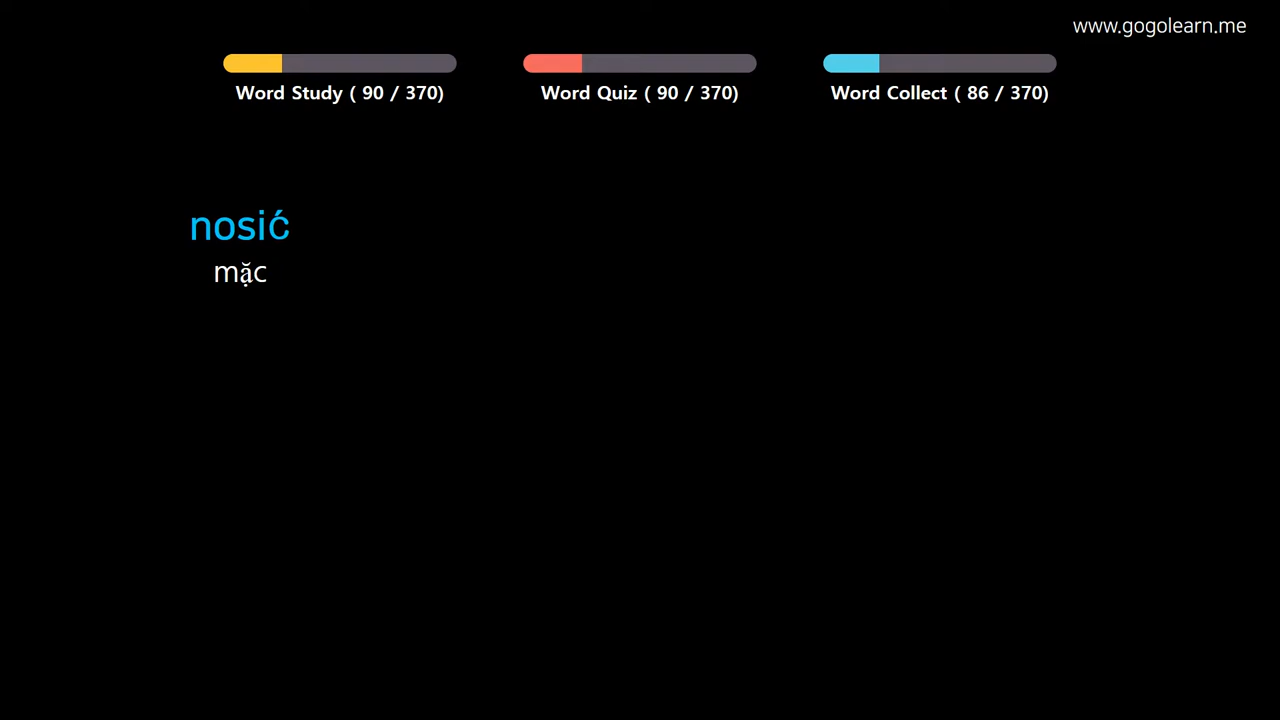 www.gogolearn.me
Word Study ( 90 / 370)
Word Quiz ( 90 / 370)
Word Collect ( 86 / 370)
nosić
mặc